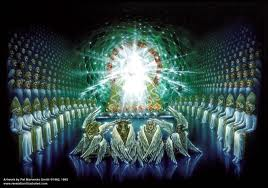 Artwork by Pat Marvenko Smith ©1992, 1982
www.revelationillustrated.com